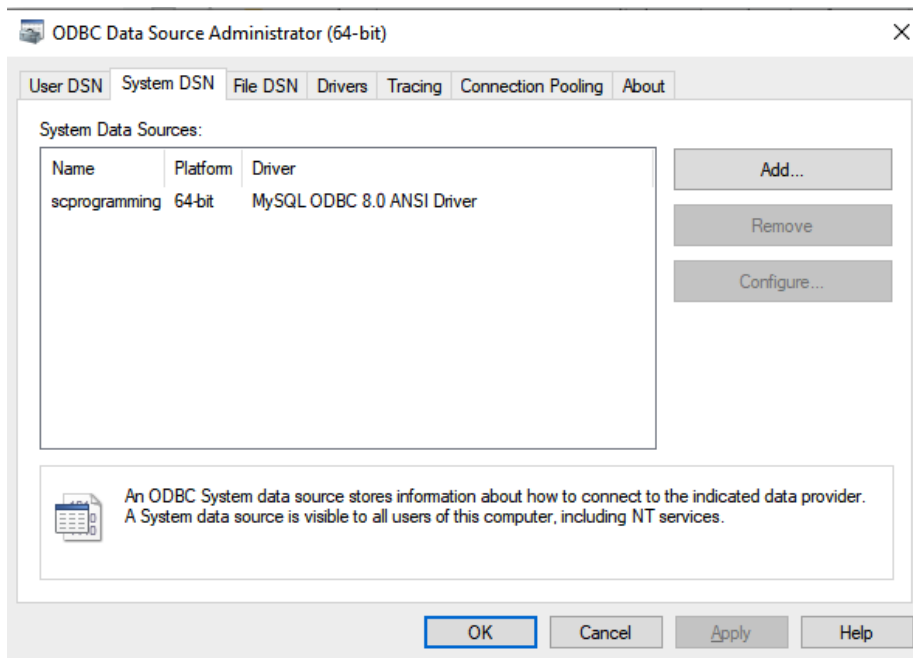 ODBC Data Source Administrator (64-bit)
User DSN System DSN File DSN Drivers Tracing Connection Pooling About
System Data Sources:
Name Platform Driver
scprogramming 64-bit MySQL ODBC 8.0 ANSI Driver
Add...
Remove
Configure...
An ODBC System data source stores information about how to connect to the indicated data provider.
A System data source is visible to all users of this computer, including NT services.
OK Cancel Apply Help